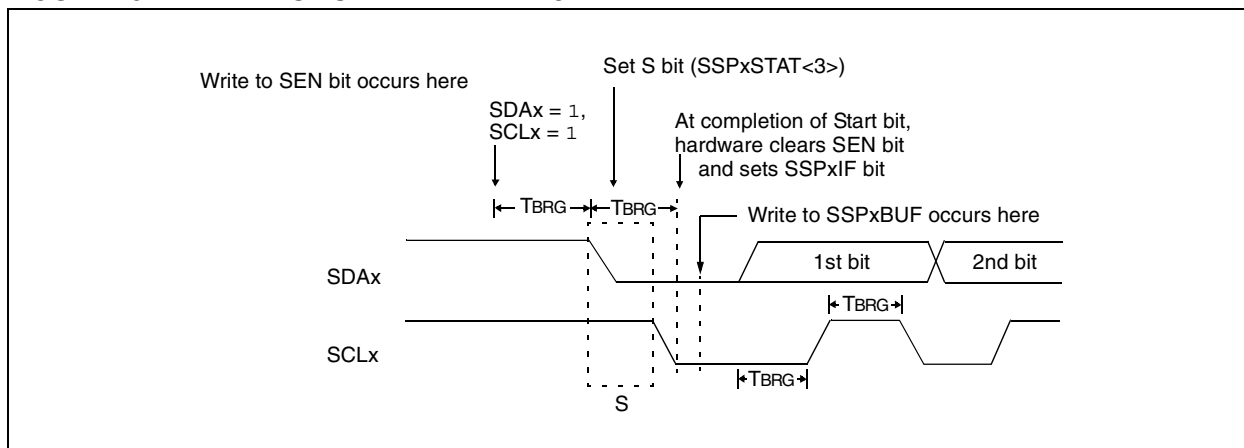 Write to SEN bit occurs here
Set S bit (SSPxSTAT<3>)
SDAx = 1,
SCLx = 1
At completion of Start bit,
hardware clears SEN bit
and sets SSPxIF bit
TBRG
TBRG
Write to SSPxBUF occurs here
SDAx
1st bit
2nd bit
TBRG
SCLx
TBRG
S